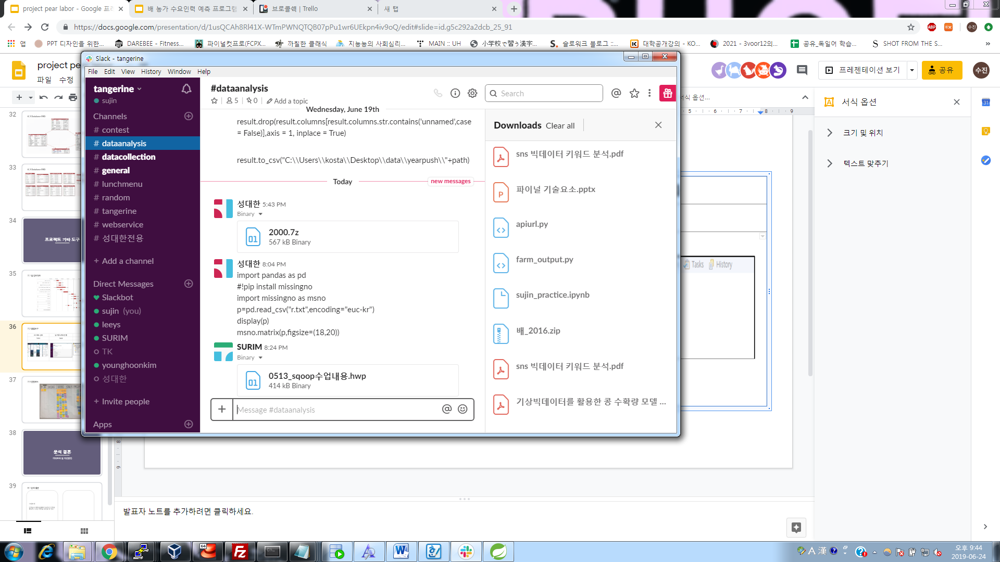 project pear labor - Google 프레
배 농가 수요인력 예측 프로그램
브로콜셐 | Trello
새 탭
https://docs.google.com/presentation/d/1usQCAh8Rl41X-WTmPWNQTQB07pPu1wr6UEkpn4iv9oQ/edit#slide=id.g5c292a2dcb_25_91
ABP
수진
앱
PPT 디자인을 위한...
DAREBEE - Fitness...
파이널컷프로(FCPX...
까칠한 클래식
지능농의 사회심리...
MAIN :: UH
小学校で習う漢字...
슬로워크 블로그 ::...
대학공개강의 - KO...
2021 - 3voor12의...
공유_독일어 학습...
SHOT FROM THE S...
»
project pe
파일 수정
프레젠테이션 보기
공유
수진
서식 옵션...
서식 옵션
크기 및 위치
텍스트 맞추기
5 6 7 8 9
Slack - tangerine
File Edit View History Window Help
tangerine
sujin
Channels
# contest
# dataanalysis
# datacollection
# general
# lunchmenu
# random
# tangerine
# webservice
# 성대한전용
+ Add a channel
Direct Messages
Slackbot
sujin (you)
leeys
SURIM
TK
younghoonkim
성대한
+ Invite people
Apps
#dataanalysis
5 | 0 | Add a topic
Search
Wednesday, June 19th
result.drop(result.columns[result.columns.str.contains('unnamed',case
= False)],axis = 1, inplace = True)
result.to_csv("C:\\Users\\kosta\\Desktop\\data\\yearpush\\"+path)
Today
new messages
성대한 5:43 PM
Binary
2000.7z
567 kB Binary
성대한 8:04 PM
import pandas as pd
#!pip install missingno
import missingno as msno
p=pd.read_csv("r.txt",encoding="euc-kr")
display(p)
msno.matrix(p,figsize=(18,20))
SURIM 8:24 PM
Binary
0513_sqoop수업내용.hwp
414 kB Binary
Message #dataanalysis
Downloads Clear all
sns 빅데이터 키워드 분석.pdf
파이널 기술요소.pptx
apiurl.py
farm_output.py
sujin_practice.ipynb
배_2016.zip
sns 빅데이터 키워드 분석.pdf
기상빅데이터를 활용한 콩 수확량 모델 ...
Tasks History
32
33
34
프로젝트 기타 도구
35
36
37
38
분석 결론
39
8
9
발표자 노트를 추가하려면 클릭하세요.
A 漢
오후 9:44
2019-06-24